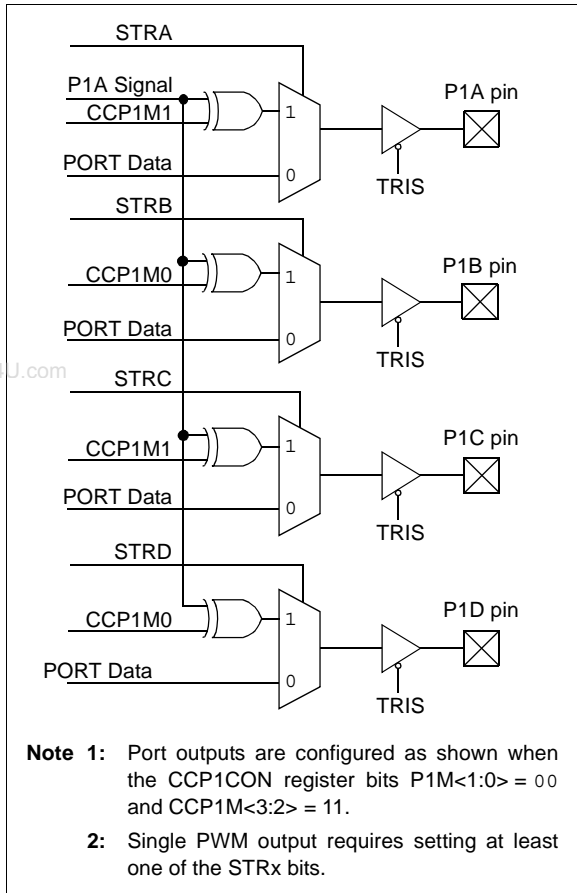 STRA
P1A Signal
CCP1M1
1
P1A pin
PORT Data
0
TRIS
STRB
CCP1M0
1
P1B pin
PORT Data
0
TRIS
4U.com
STRC
CCP1M1
1
P1C pin
PORT Data
0
TRIS
STRD
CCP1M0
1
P1D pin
PORT Data
0
TRIS
Note 1: Port outputs are configured as shown when
the CCP1CON register bits P1M<1:0> = 00
and CCP1M<3:2> = 11.
2: Single PWM output requires setting at least
one of the STRx bits.